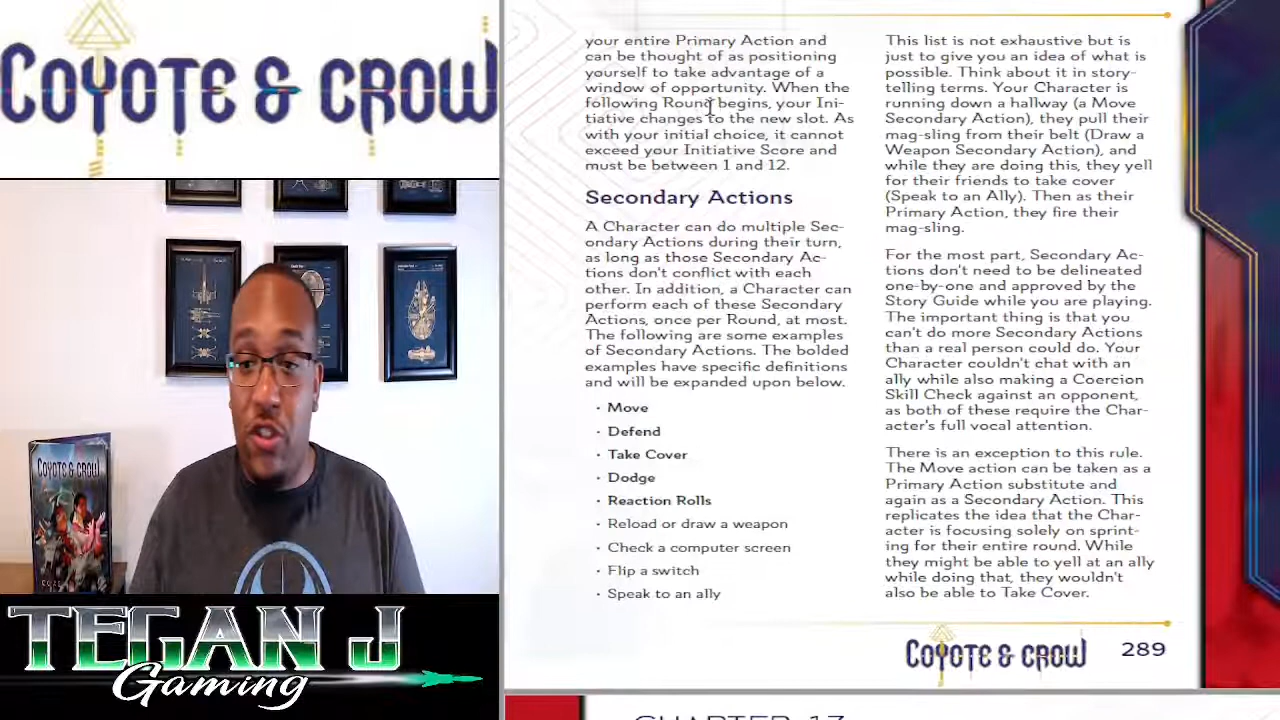 COYOTE & CROW
COYOTE & CROW
TEGAN J
Gaming
your entire Primary Action and
can be thought of as positioning
yourself to take advantage of a
window of opportunity. When the
following Round begins, your Ini-
tiative changes to the new slot. As
with your initial choice, it cannot
exceed your Initiative Score and
must be between 1 and 12.
Secondary Actions
A Character can do multiple Sec-
ondary Actions during their turn,
as long as those Secondary Ac-
tions don't conflict with each
other. In addition, a Character can
perform each of these Secondary
Actions, once per Round, at most.
The following are some examples
of Secondary Actions. The bolded
examples have specific definitions
and will be expanded upon below.
• Move
• Defend
• Take Cover
• Dodge
• Reaction Rolls
• Reload or draw a weapon
• Check a computer screen
• Flip a switch
• Speak to an ally
This list is not exhaustive but is
just to give you an idea of what is
possible. Think about it in story-
telling terms. Your Character is
running down a hallway (a Move
Secondary Action), they pull their
mag-sling from their belt (Draw a
Weapon Secondary Action), and
while they are doing this, they yell
for their friends to take cover
(Speak to an Ally). Then as their
Primary Action, they fire their
mag-sling.
For the most part, Secondary Ac-
tions don't need to be delineated
one-by-one and approved by the
Story Guide while you are playing.
The important thing is that you
can't do more Secondary Actions
than a real person could do. Your
Character couldn't chat with an
ally while also making a Coercion
Skill Check against an opponent,
as both of these require the Char-
acter's full vocal attention.
There is an exception to this rule.
The Move action can be taken as a
Primary Action substitute and
again as a Secondary Action. This
replicates the idea that the Char-
acter is focusing solely on sprint-
ing for their entire round. While
they might be able to yell at an ally
while doing that, they wouldn't
also be able to Take Cover.
COYOTE & CROW
289
CHAPTER 13